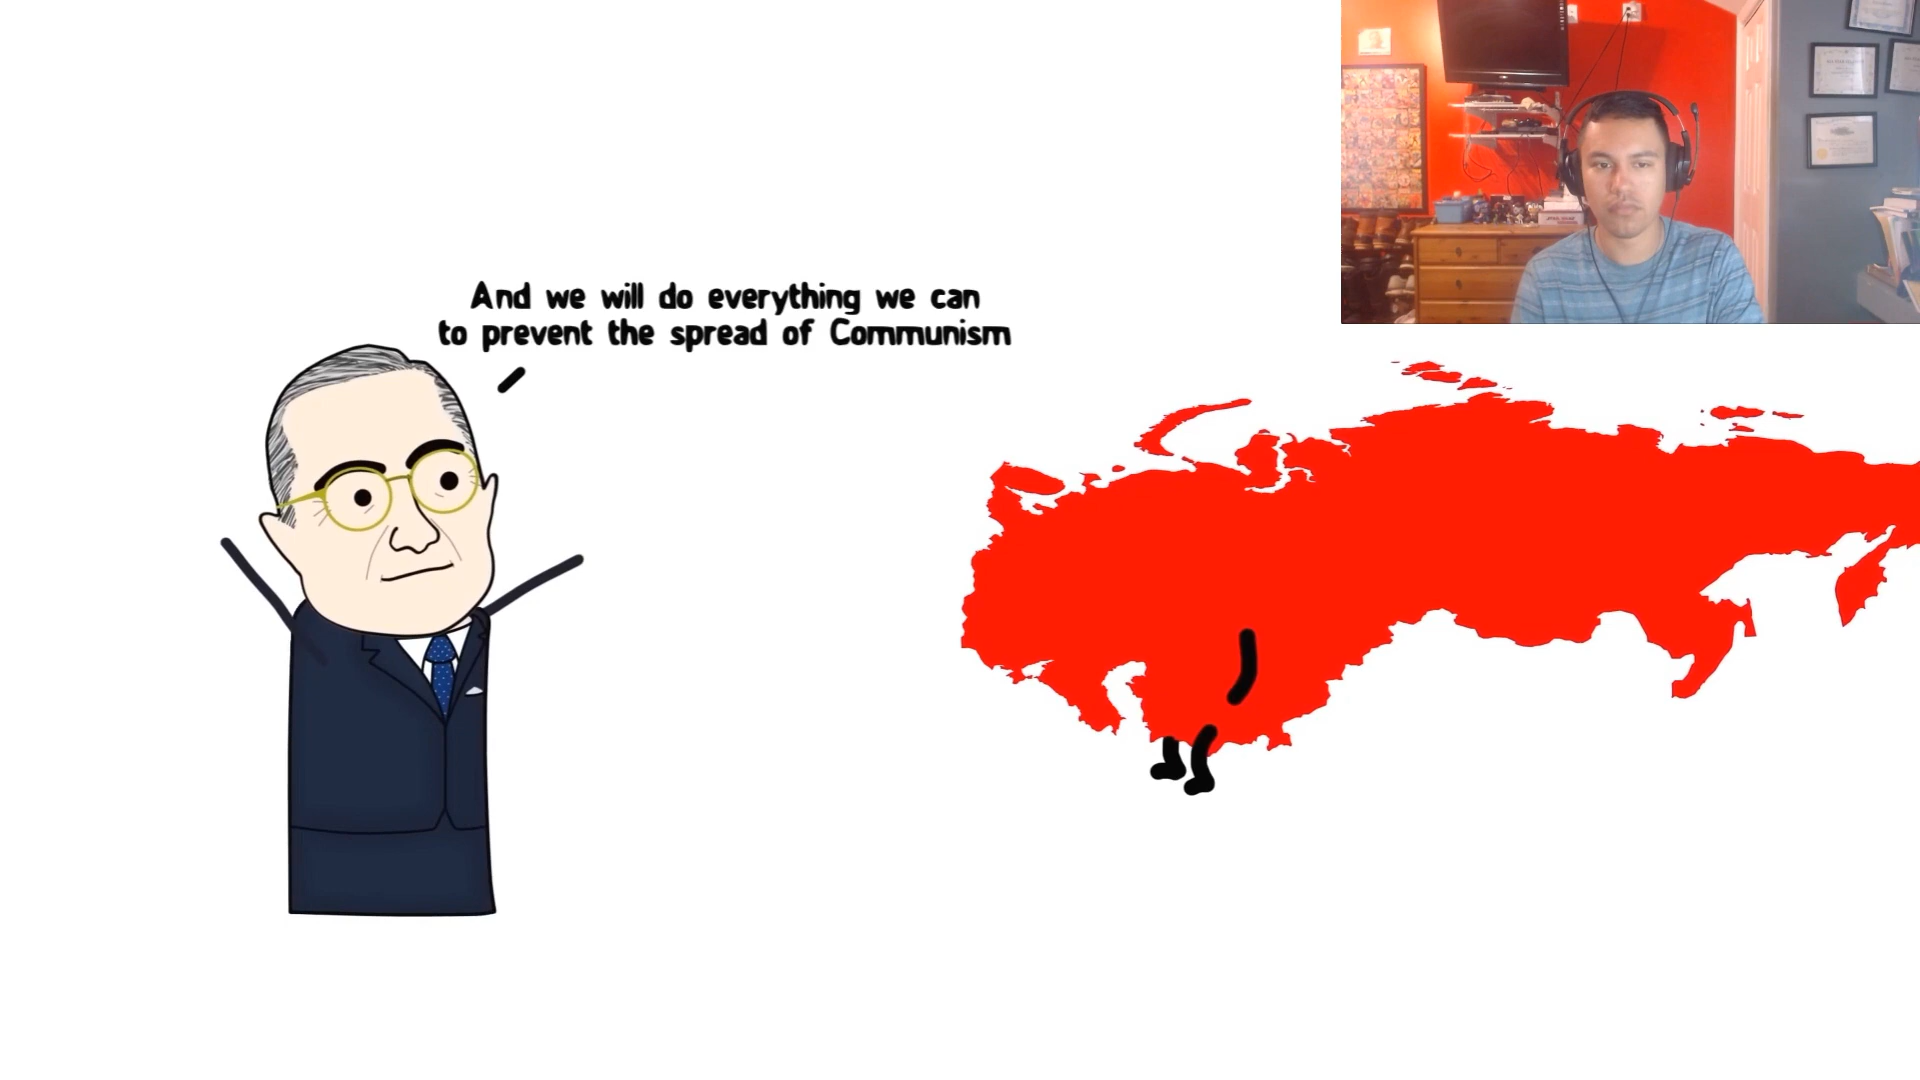 And we will do everything we can
to prevent the spread of Communism